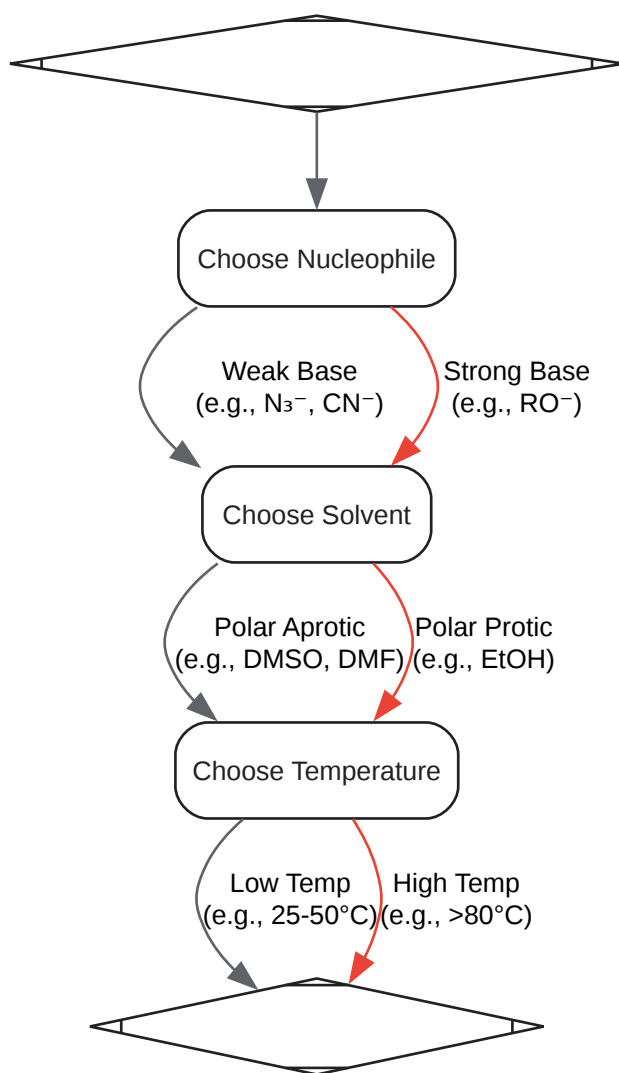 Choose Nucleophile
Weak Base
(e.g., N₃⁻, CN⁻)
Strong Base
(e.g., RO⁻)
Choose Solvent
Polar Aprotic
(e.g., DMSO, DMF)
Polar Protic
(e.g., EtOH)
Choose Temperature
Low Temp
(e.g., 25-50°C)
High Temp
(e.g., >80°C)